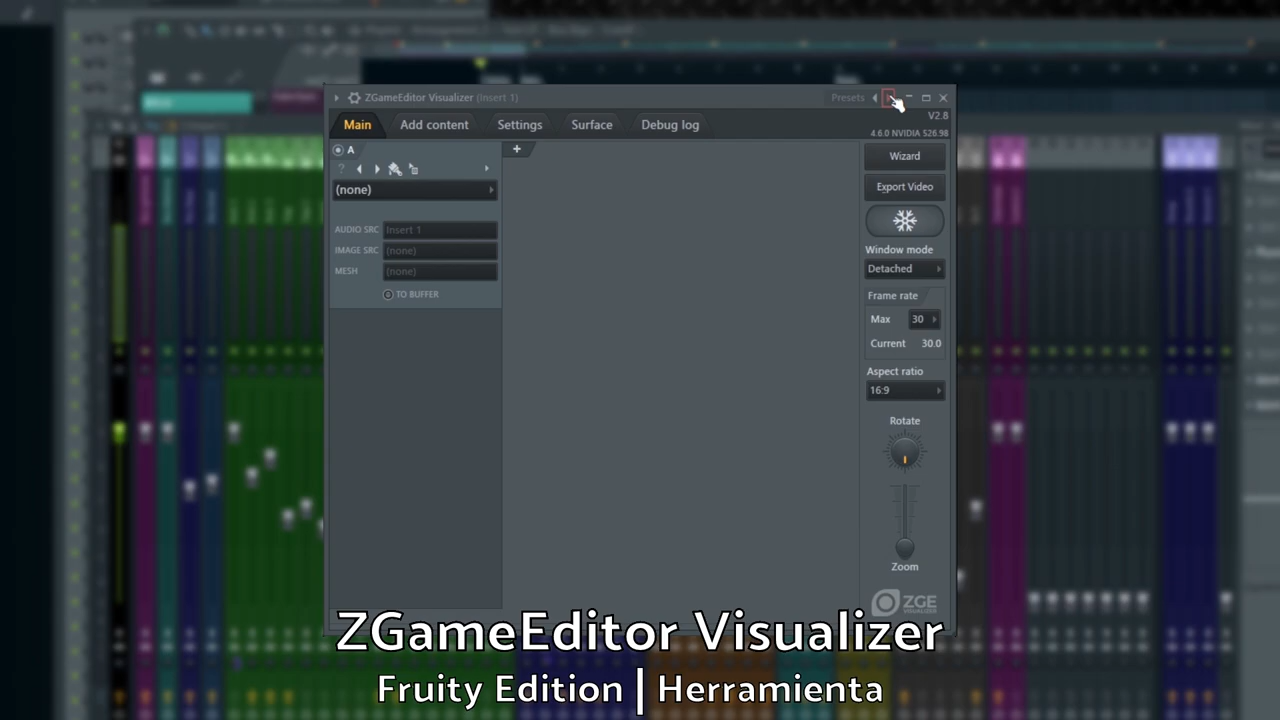 ZGameEditor Visualizer (Insert 1)
Presets
Main
Add content
Settings
Surface
Debug log
V2.8
4.6.0 NVIDIA 526.98
A
+
Wizard
?
Export Video
(none)
AUDIO SRC
Insert 1
IMAGE SRC
(none)
MESH
(none)
TO BUFFER
Window mode
Detached
Frame rate
Max
30
Current
30.0
Aspect ratio
16:9
Rotate
Zoom
ZGE
VISUALIZER
ZGameEditor Visualizer
Fruity Edition | Herramienta